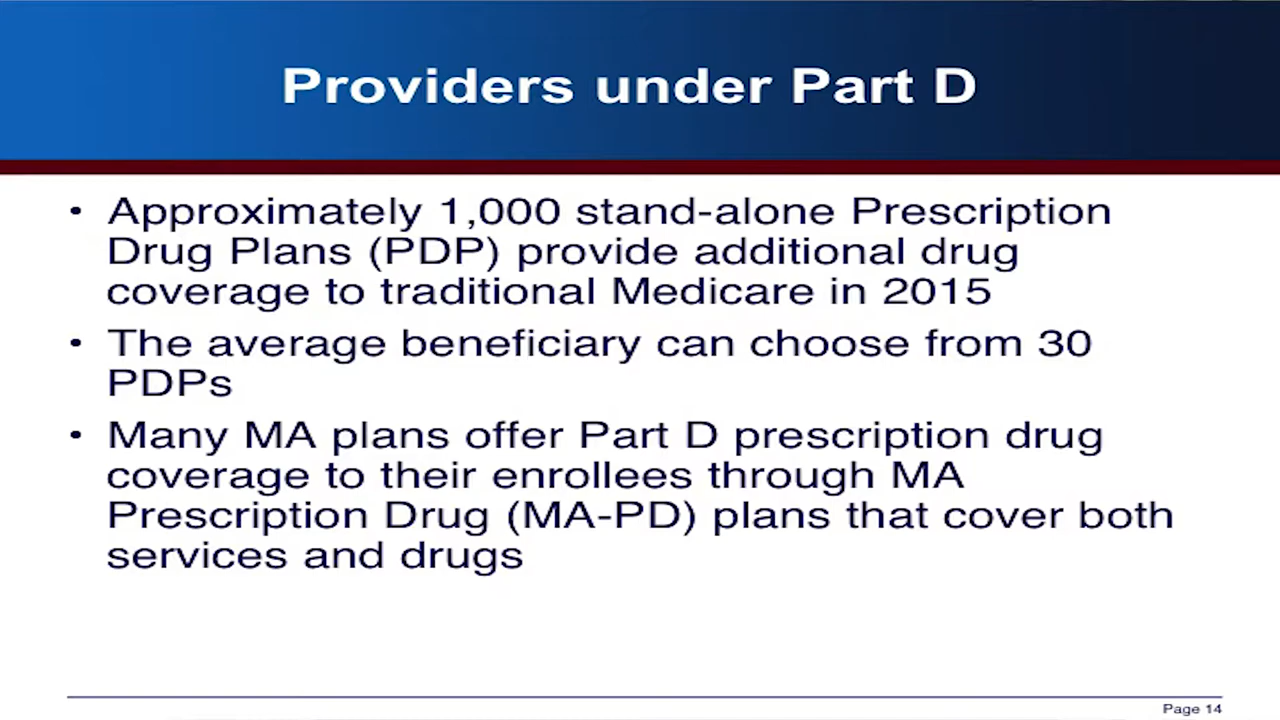 Providers under Part D
• Approximately 1,000 stand-alone Prescription
Drug Plans (PDP) provide additional drug
coverage to traditional Medicare in 2015
• The average beneficiary can choose from 30
PDPs
• Many MA plans offer Part D prescription drug
coverage to their enrollees through MA
Prescription Drug (MA-PD) plans that cover both
services and drugs
Page 14